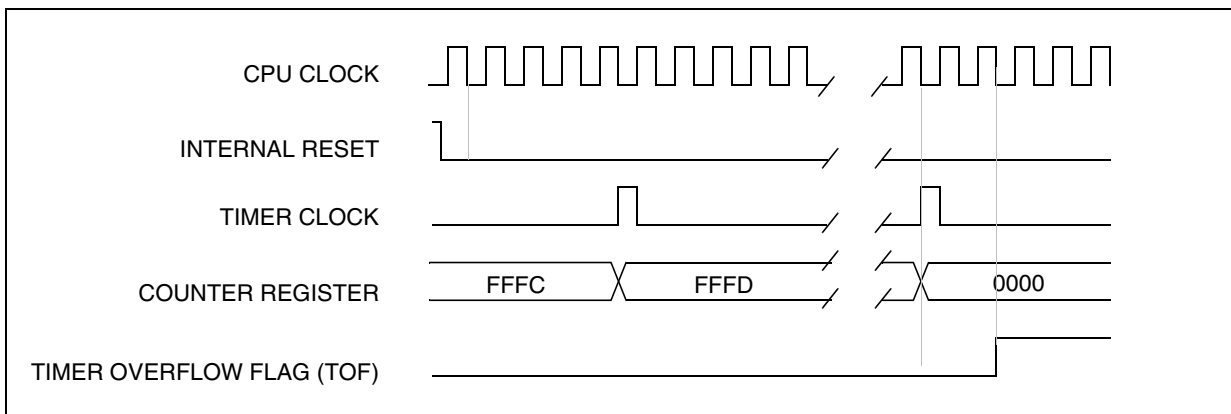 CPU CLOCK
INTERNAL RESET
TIMER CLOCK
COUNTER REGISTER
FFFC
FFFD
0000
TIMER OVERFLOW FLAG (TOF)